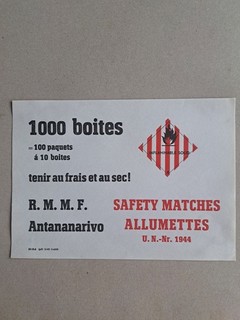 1000 boites
= 100 paquets
à 10 boites
tenir au frais et au sec!
R. M. M. F.
Antananarivo
SAFETY MATCHES
ALLUMETTES
U. N.-Nr. 1944